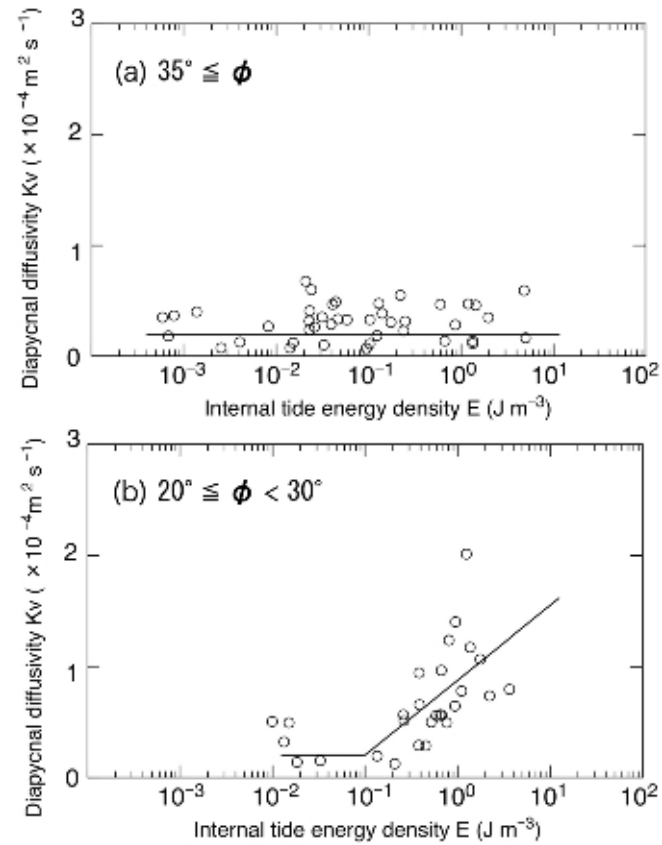 Diapycnal diffusivity Kv ( × 10⁻⁴ m² s⁻¹)
3
(a) 35° ≦ ϕ
2
1
0
10⁻³ 10⁻² 10⁻¹ 10⁰ 10¹ 10²
Internal tide energy density E (J m⁻³)
Diapycnal diffusivity Kv ( × 10⁻⁴m² s⁻¹)
3
(b) 20° ≦ ϕ < 30°
2
1
0
10⁻³ 10⁻² 10⁻¹ 10⁰ 10¹ 10²
Internal tide energy density E (J m⁻³)